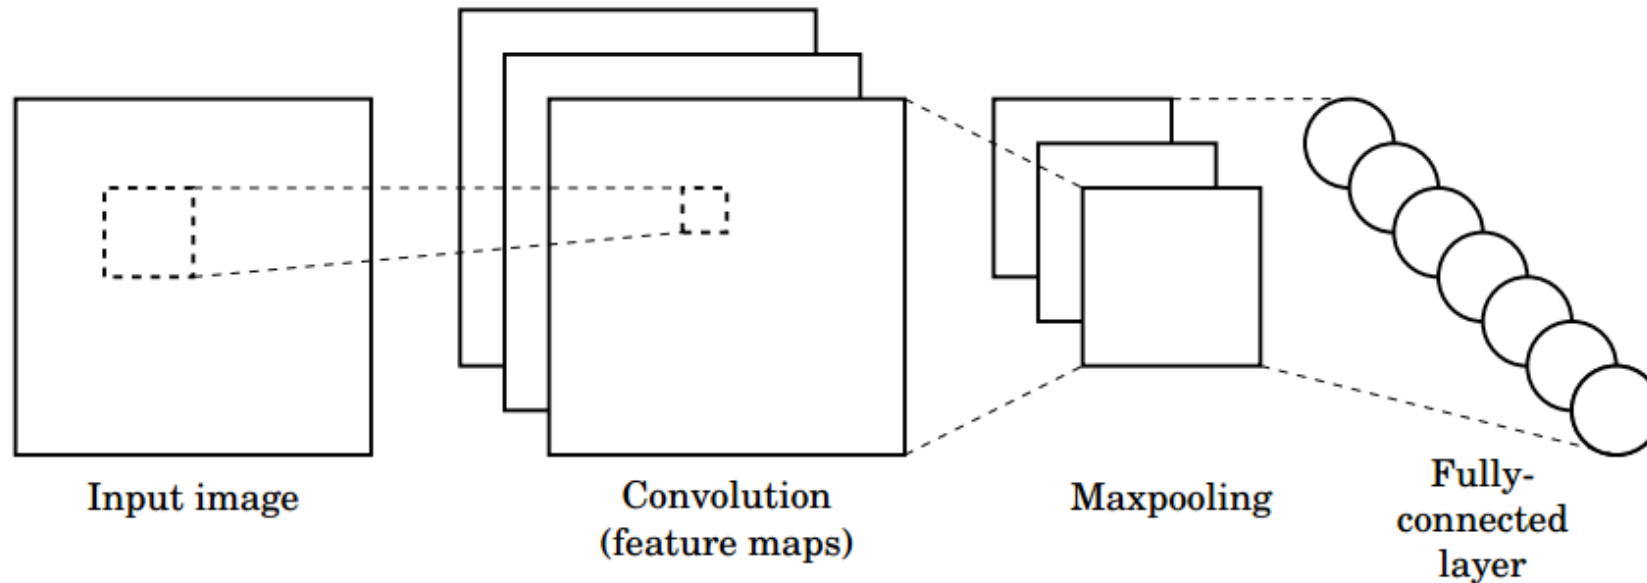 Input image
Convolution
(feature maps)
Maxpooling
Fully-
connected
layer